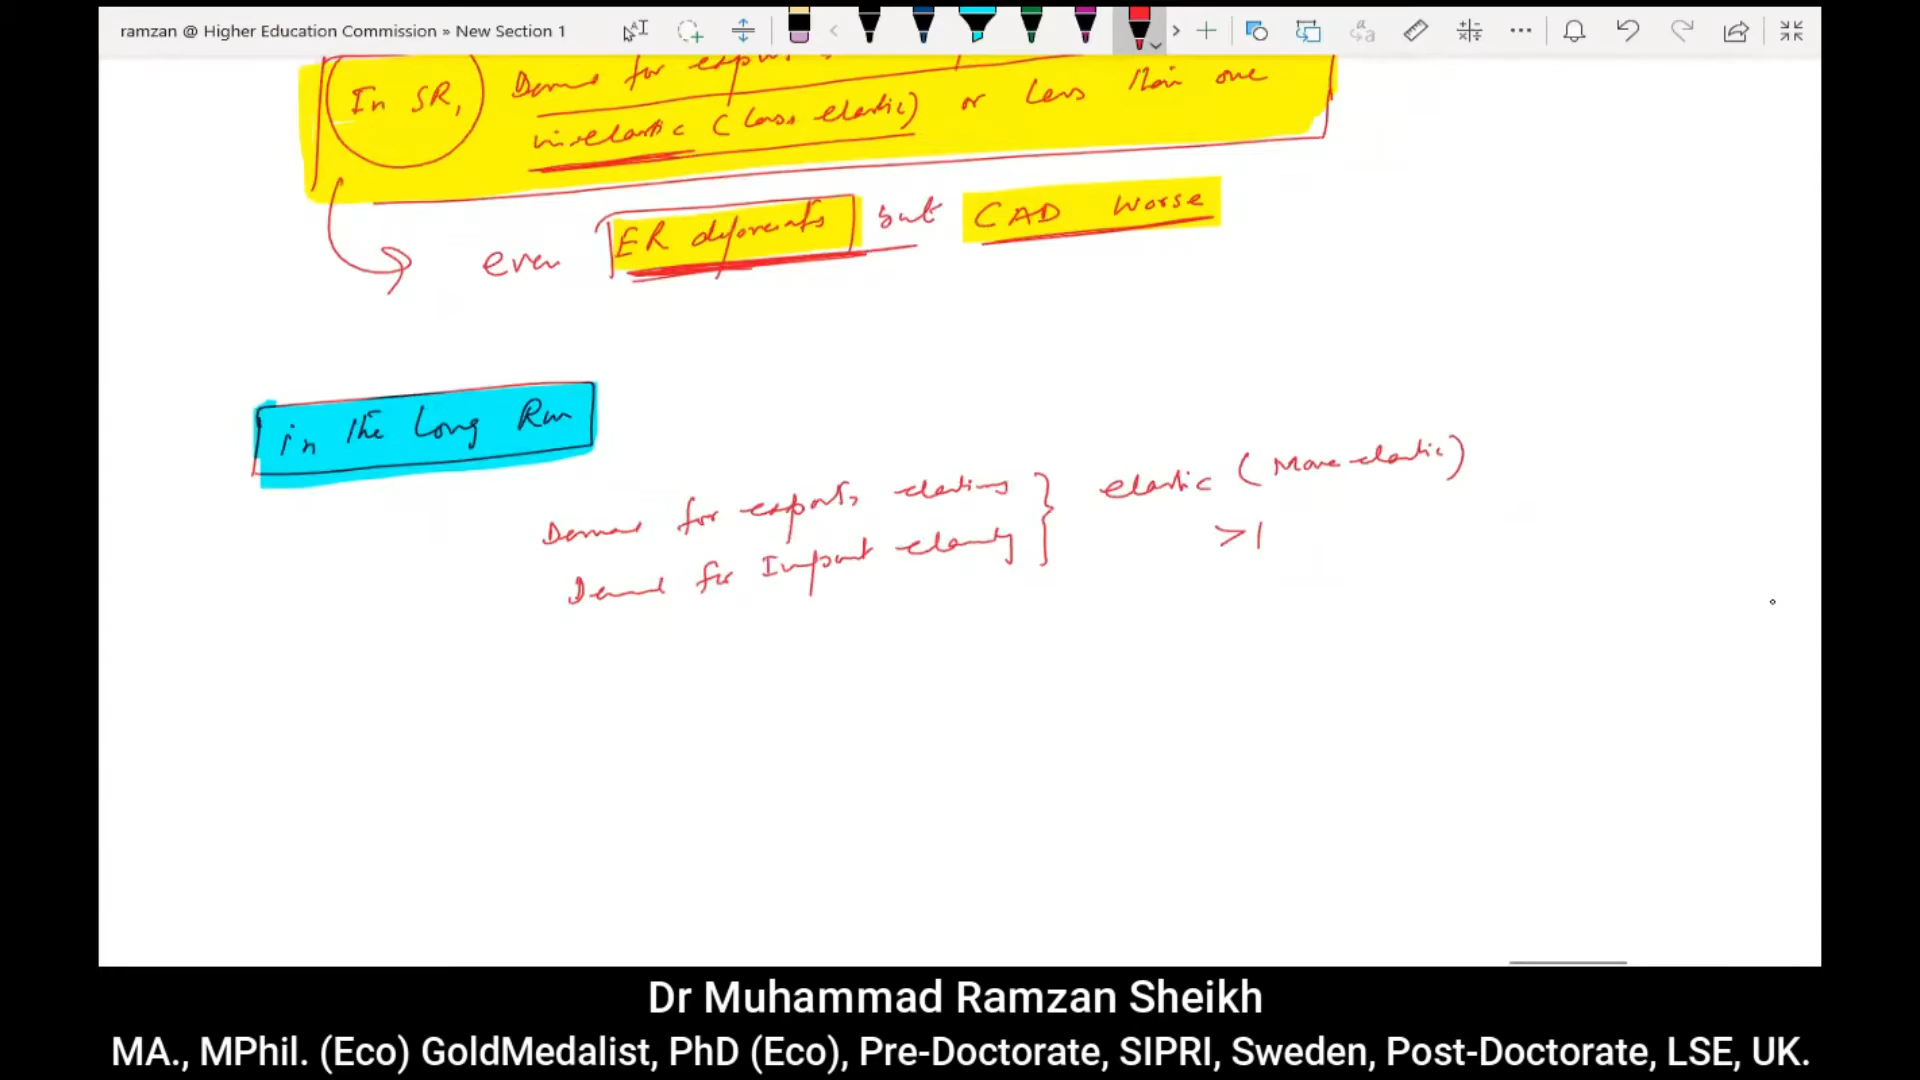 ramzan @ Higher Education Commission » New Section 1
In SR, Demand for exports
inelastic (Less elastic) or Less than one
even ER depreciates but CAD Worse
in the Long Run
Demand for exports elasticity
elastic (More elastic)
Demand for Import elasticity
>1
Dr Muhammad Ramzan Sheikh
MA., MPhil. (Eco) GoldMedalist, PhD (Eco), Pre-Doctorate, SIPRI, Sweden, Post-Doctorate, LSE, UK.